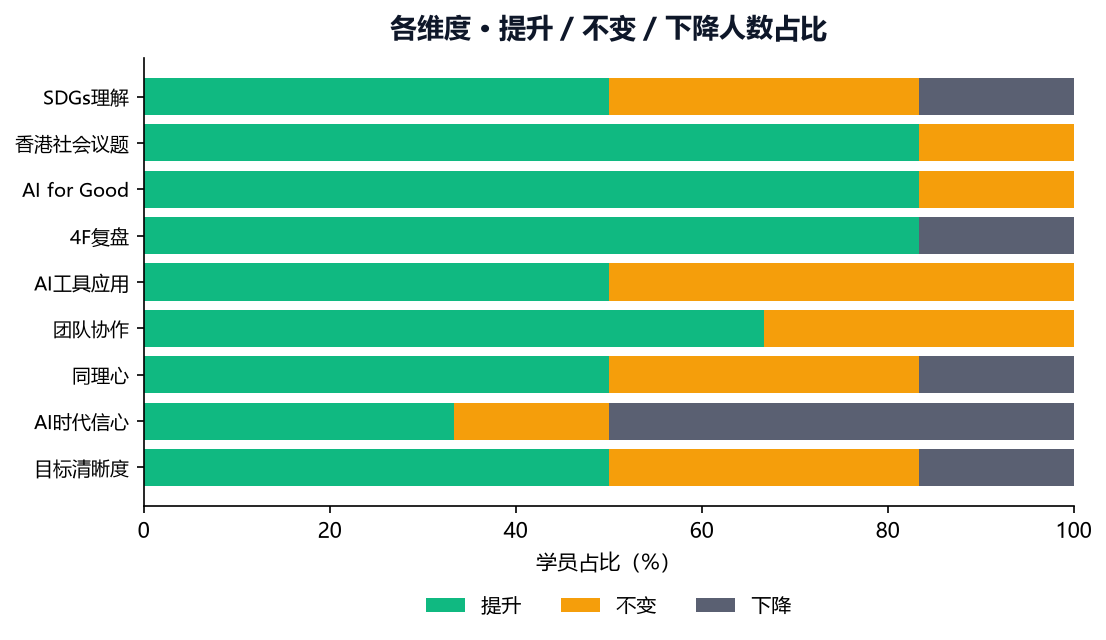 各维度 • 提升 / 不变 / 下降人数占比
SDGs理解
香港社会议题
AI for Good
4F复盘
AI工具应用
团队协作
同理心
AI时代信心
目标清晰度
0 20 40 60 80 100
学员占比（%）
提升 不变 下降